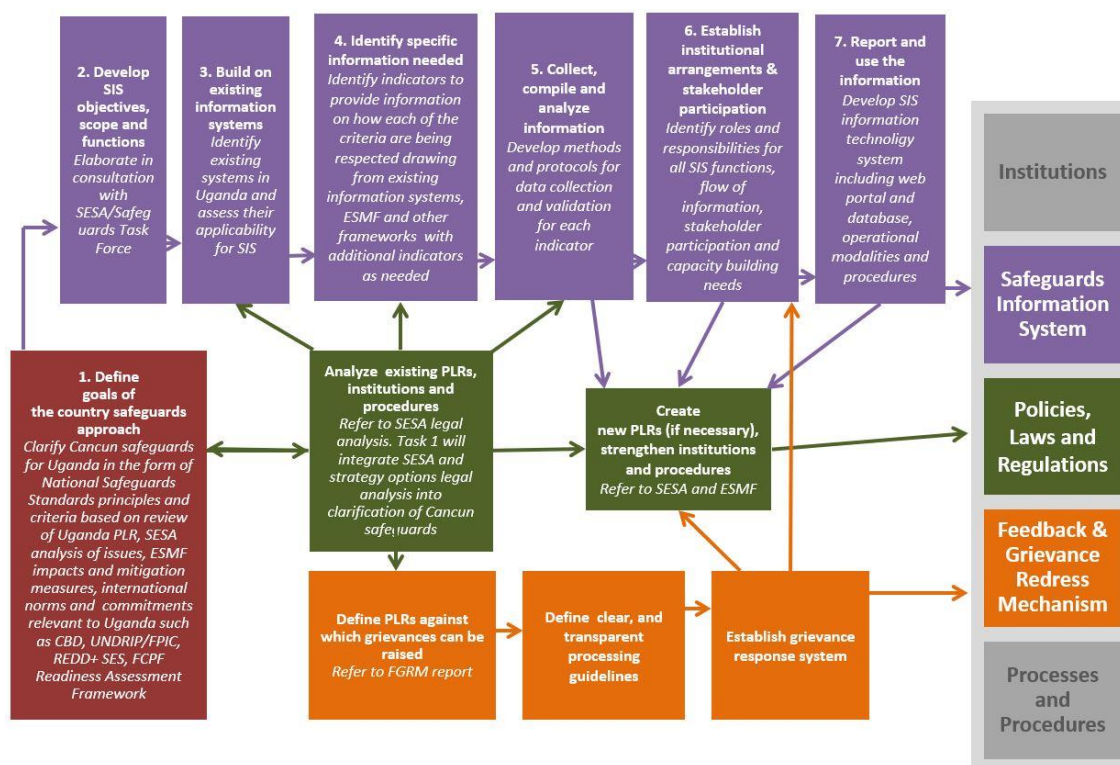 2. Develop
SIS
objectives,
scope and
functions
Elaborate in
consultation
with
SESA/Safeg
uards Task
Force
3. Build on
existing
information
systems
Identify
existing
systems in
Uganda and
assess their
applicability
for SIS
4. Identify specific
information needed
Identify indicators to
provide information
on how each of the
criteria are being
respected drawing
from existing
information systems,
ESMF and other
frameworks with
additional indicators
as needed
5. Collect,
compile and
analyze
information
Develop methods
and protocols for
data collection
and validation
for each
indicator
6. Establish
institutional
arrangements &
stakeholder
participation
Identify roles and
responsibilities for
all SIS functions,
flow of
information,
stakeholder
participation and
capacity building
needs
7. Report and
use the
information
Develop SIS
information
technoligy
system
including web
portal and
database,
operational
modalities and
procedures
1. Define
goals of
the country safeguards
approach
Clarify Cancun safeguards
for Uganda in the form of
National Safeguards
Standards principles and
criteria based on review
of Uganda PLR, SESA
analysis of issues, ESMF
impacts and mitigation
measures, international
norms and commitments
relevant to Uganda such
as CBD, UNDRIP/FPIC,
REDD+ SES, FCPF
Readiness Assessment
Framework
Analyze existing PLRs,
institutions and
procedures
Refer to SESA legal
analysis. Task 1 will
integrate SESA and
strategy options legal
analysis into
clarification of Cancun
safeguards
Create
new PLRs (if necessary),
strengthen institutions
and procedures
Refer to SESA and ESMF
Define PLRs against
which grievances can be
raised
Refer to FGRM report
Define clear, and
transparent
processing
guidelines
Establish grievance
response system
Institutions
Safeguards
Information
System
Policies,
Laws and
Regulations
Feedback &
Grievance
Redress
Mechanism
Processes
and
Procedures